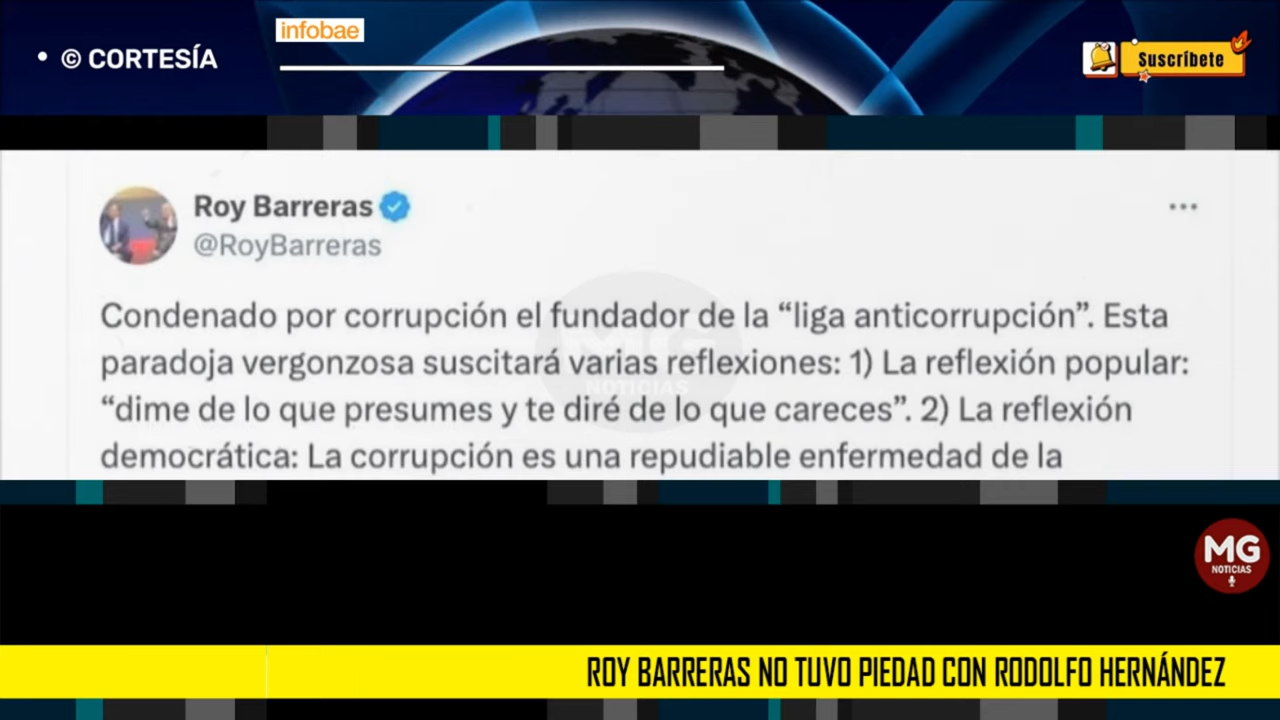 infobae
• © CORTESÍA
Suscríbete
Roy Barreras
@RoyBarreras
Condenado por corrupción el fundador de la “liga anticorrupción”. Esta
paradoja vergonzosa suscitará varias reflexiones: 1) La reflexión popular:
“dime de lo que presumes y te diré de lo que careces”. 2) La reflexión
democrática: La corrupción es una repudiable enfermedad de la
MG
NOTICIAS
MG
NOTICIAS
ROY BARRERAS NO TUVO PIEDAD CON RODOLFO HERNÁNDEZ